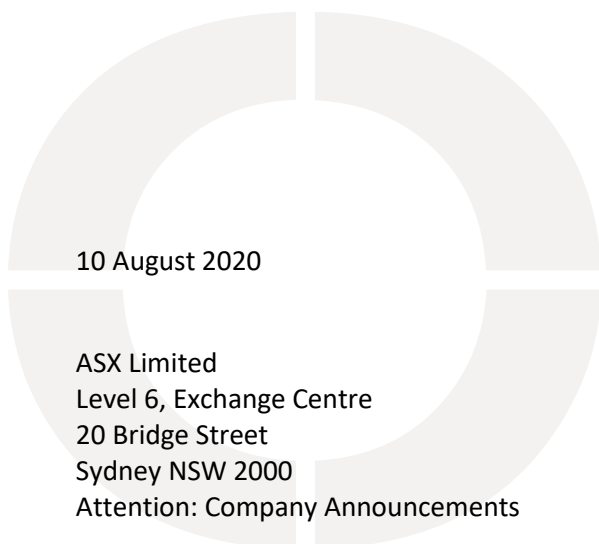 10 August 2020
ASX Limited
Level 6, Exchange Centre
20 Bridge Street
Sydney NSW 2000
Attention: Company Announcements